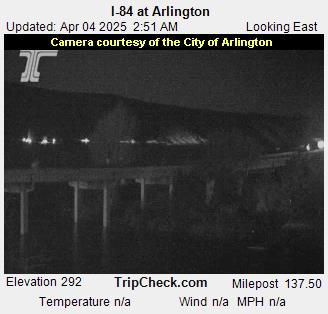 I-84 at Arlington
Updated: Apr 04 2025 2:51 AM Looking East
Camera courtesy of the City of Arlington
Elevation 292 TripCheck.com Milepost 137.50
Temperature n/a Wind n/a MPH n/a